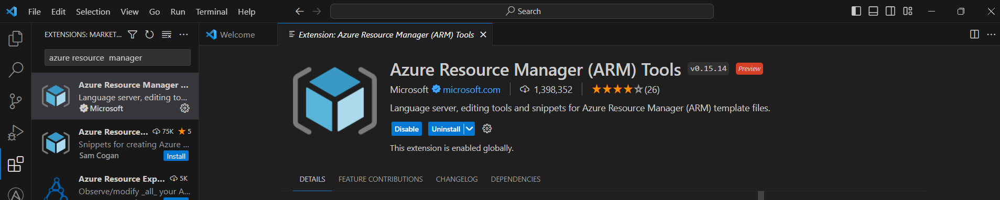 File Edit Selection View Go Run Terminal Help
Search
EXTENSIONS: MARKET...
Welcome
Extension: Azure Resource Manager (ARM) Tools
azure resource  manager
Azure Resource Manager ...
Language server, editing to...
Microsoft
Azure Resource... 75K 5
Snippets for creating Azure ...
Sam Cogan
Install
Azure Resource Exp... 5K
Observe/modify _all_ your A...
Azure Resource Manager (ARM) Tools v0.15.14 Preview
Microsoft microsoft.com 1,398,352 (26)
Language server, editing tools and snippets for Azure Resource Manager (ARM) template files.
Disable Uninstall
This extension is enabled globally.
DETAILS FEATURE CONTRIBUTIONS CHANGELOG DEPENDENCIES